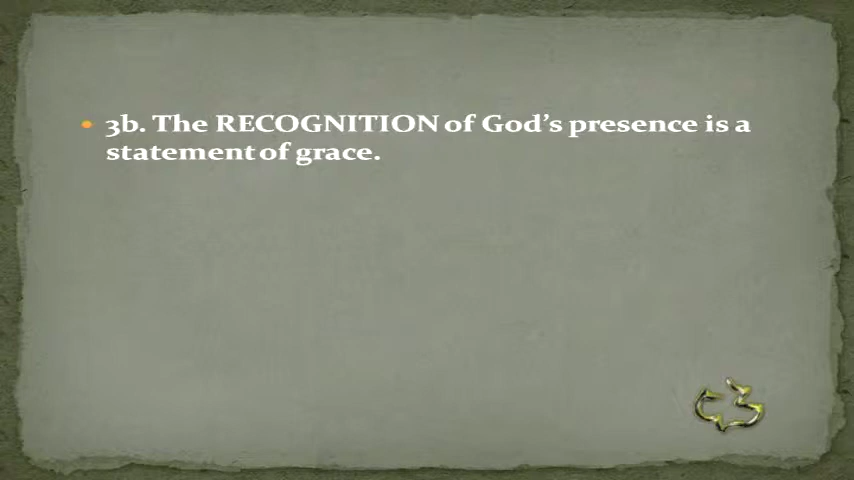 • 3b. The RECOGNITION of God's presence is a
statement of grace.